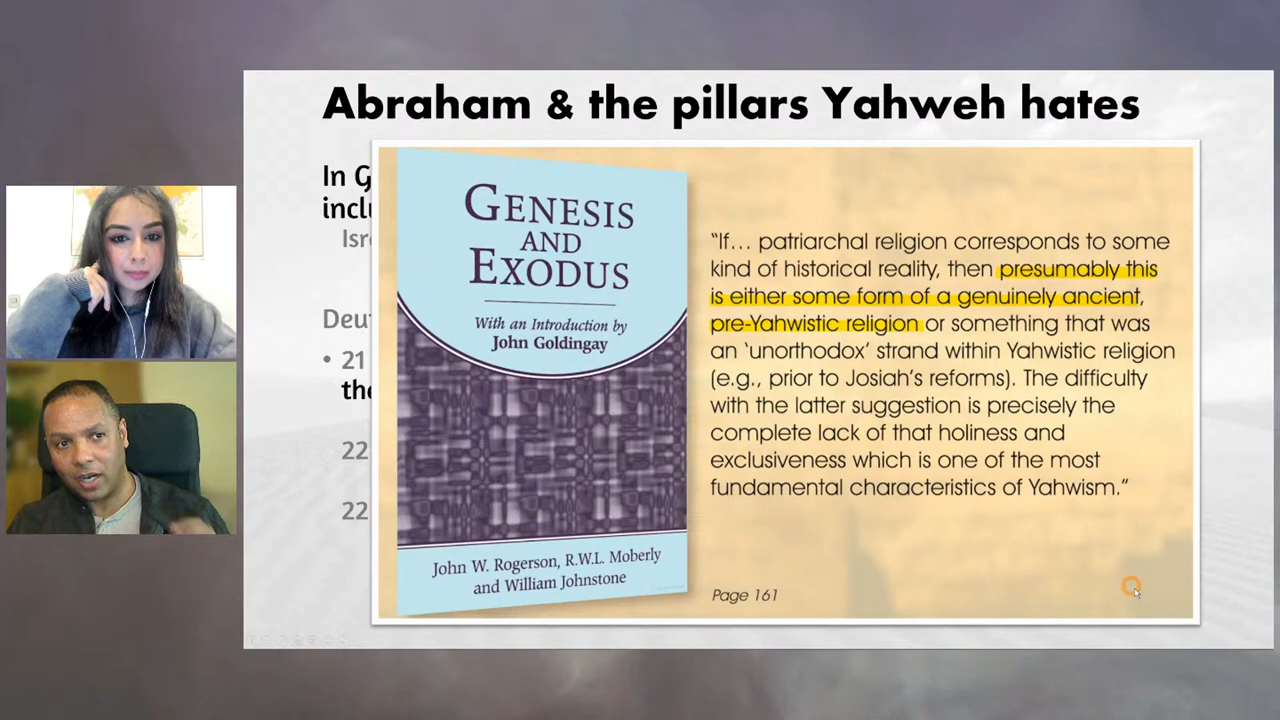 Abraham & the pillars Yahweh hates
In G
inclu
Isr
Deut
• 21
the
22
22
GENESIS
AND
EXODUS
With an Introduction by
John Goldingay
John W. Rogerson, R.W.L. Moberly
and William Johnstone
“If… patriarchal religion corresponds to some
kind of historical reality, then presumably this
is either some form of a genuinely ancient,
pre-Yahwistic religion or something that was
an ‘unorthodox’ strand within Yahwistic religion
(e.g., prior to Josiah’s reforms). The difficulty
with the latter suggestion is precisely the
complete lack of that holiness and
exclusiveness which is one of the most
fundamental characteristics of Yahwism.”
Page 161